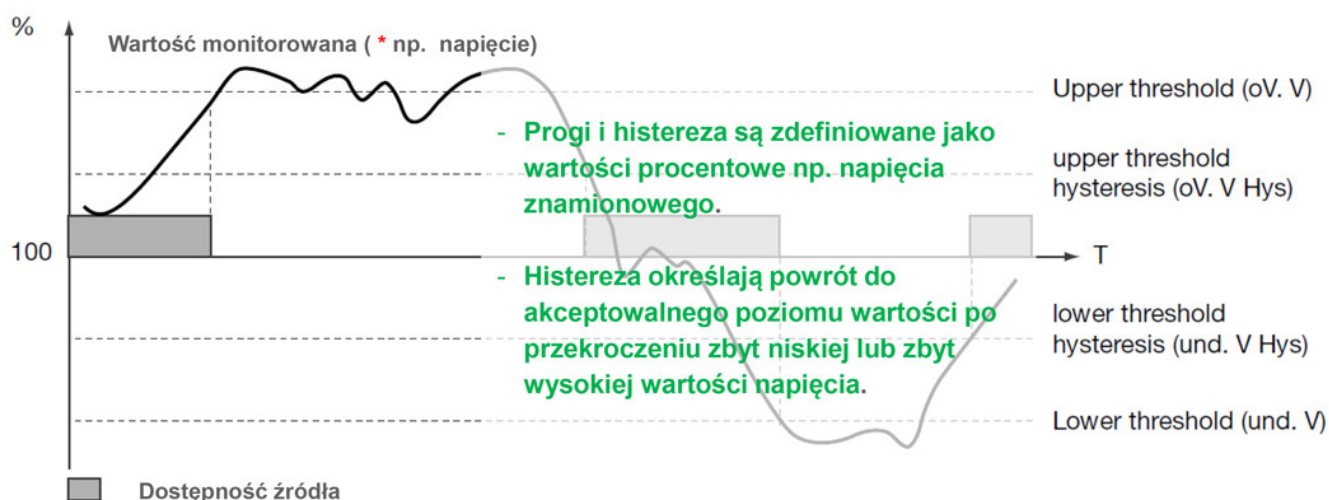 %
Wartość monitorowana ( * np. napięcie)
Upper threshold (oV. V)
- Progi i histereza są zdefiniowane jako
wartości procentowe np. napięcia
znamionowego.
upper threshold
hysteresis (oV. V Hys)
100
T
- Histereza określają powrót do
akceptowalnego poziomu wartości po
przekroczeniu zbyt niskiej lub zbyt
wysokiej wartości napięcia.
lower threshold
hysteresis (und. V Hys)
Lower threshold (und. V)
Dostępność źródła